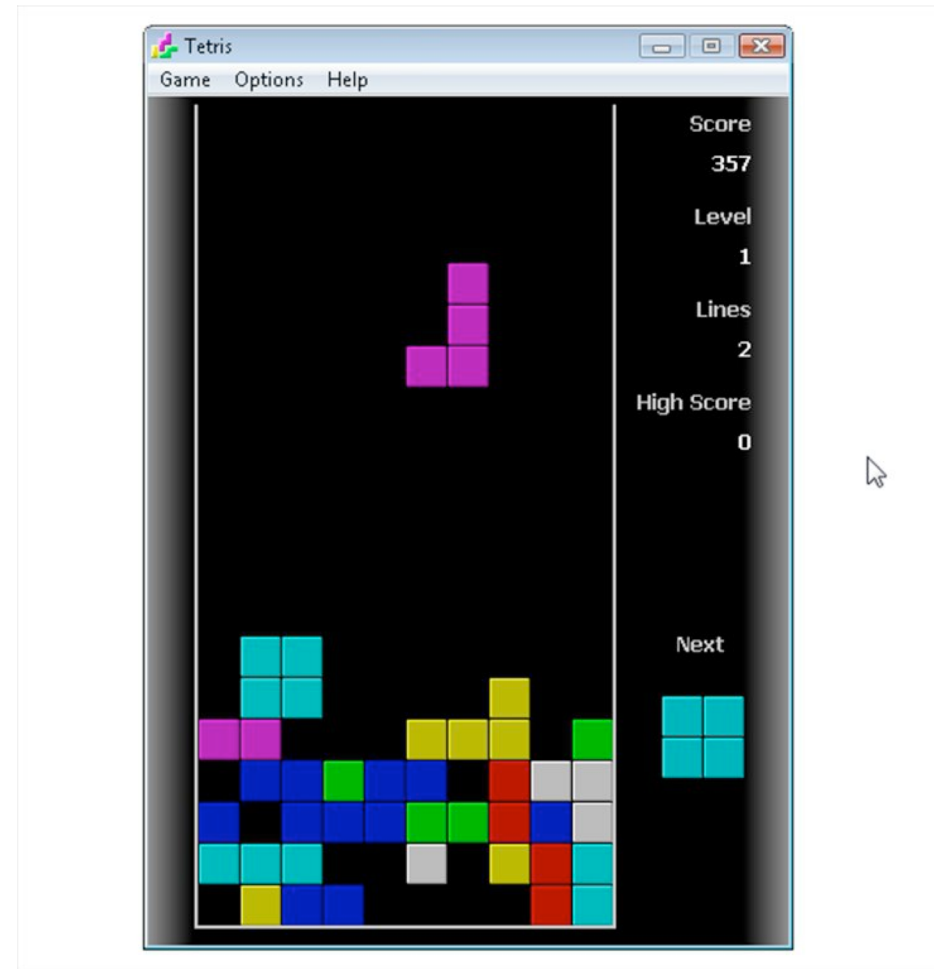 Tetris
Game Options Help
Score
357
Level
1
Lines
2
High Score
0
Next